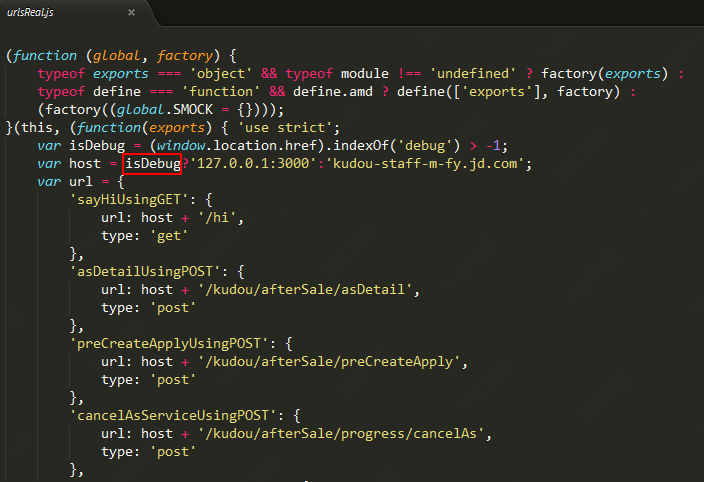 urlsReal.js ×
(function (global, factory) {
typeof exports === 'object' && typeof module !== 'undefined' ? factory(exports) :
typeof define === 'function' && define.amd ? define(['exports'], factory) :
(factory((global.SMOCK = {})));
}(this, (function(exports) { 'use strict';
var isDebug = (window.location.href).indexOf('debug') > -1;
var host = isDebug?'127.0.0.1:3000':'kudou-staff-m-fy.jd.com';
var url = {
'sayHiUsingGET': {
url: host + '/hi',
type: 'get'
},
'asDetailUsingPOST': {
url: host + '/kudou/afterSale/asDetail',
type: 'post'
},
'preCreateApplyUsingPOST': {
url: host + '/kudou/afterSale/preCreateApply',
type: 'post'
},
'cancelAsServiceUsingPOST': {
url: host + '/kudou/afterSale/progress/cancelAs',
type: 'post'
},